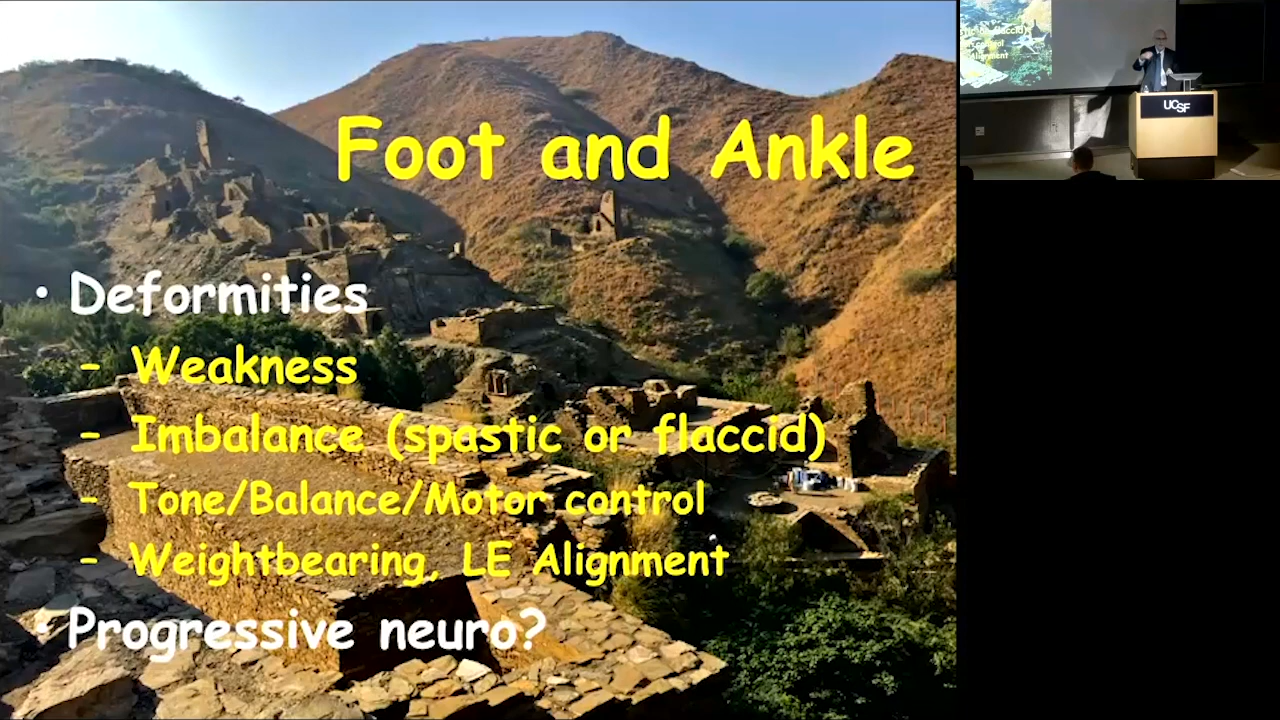 Foot and Ankle
• Deformities
– Weakness
– Imbalance (spastic or flaccid)
– Tone/Balance/Motor control
– Weightbearing, LE Alignment
• Progressive neuro?
UCSF